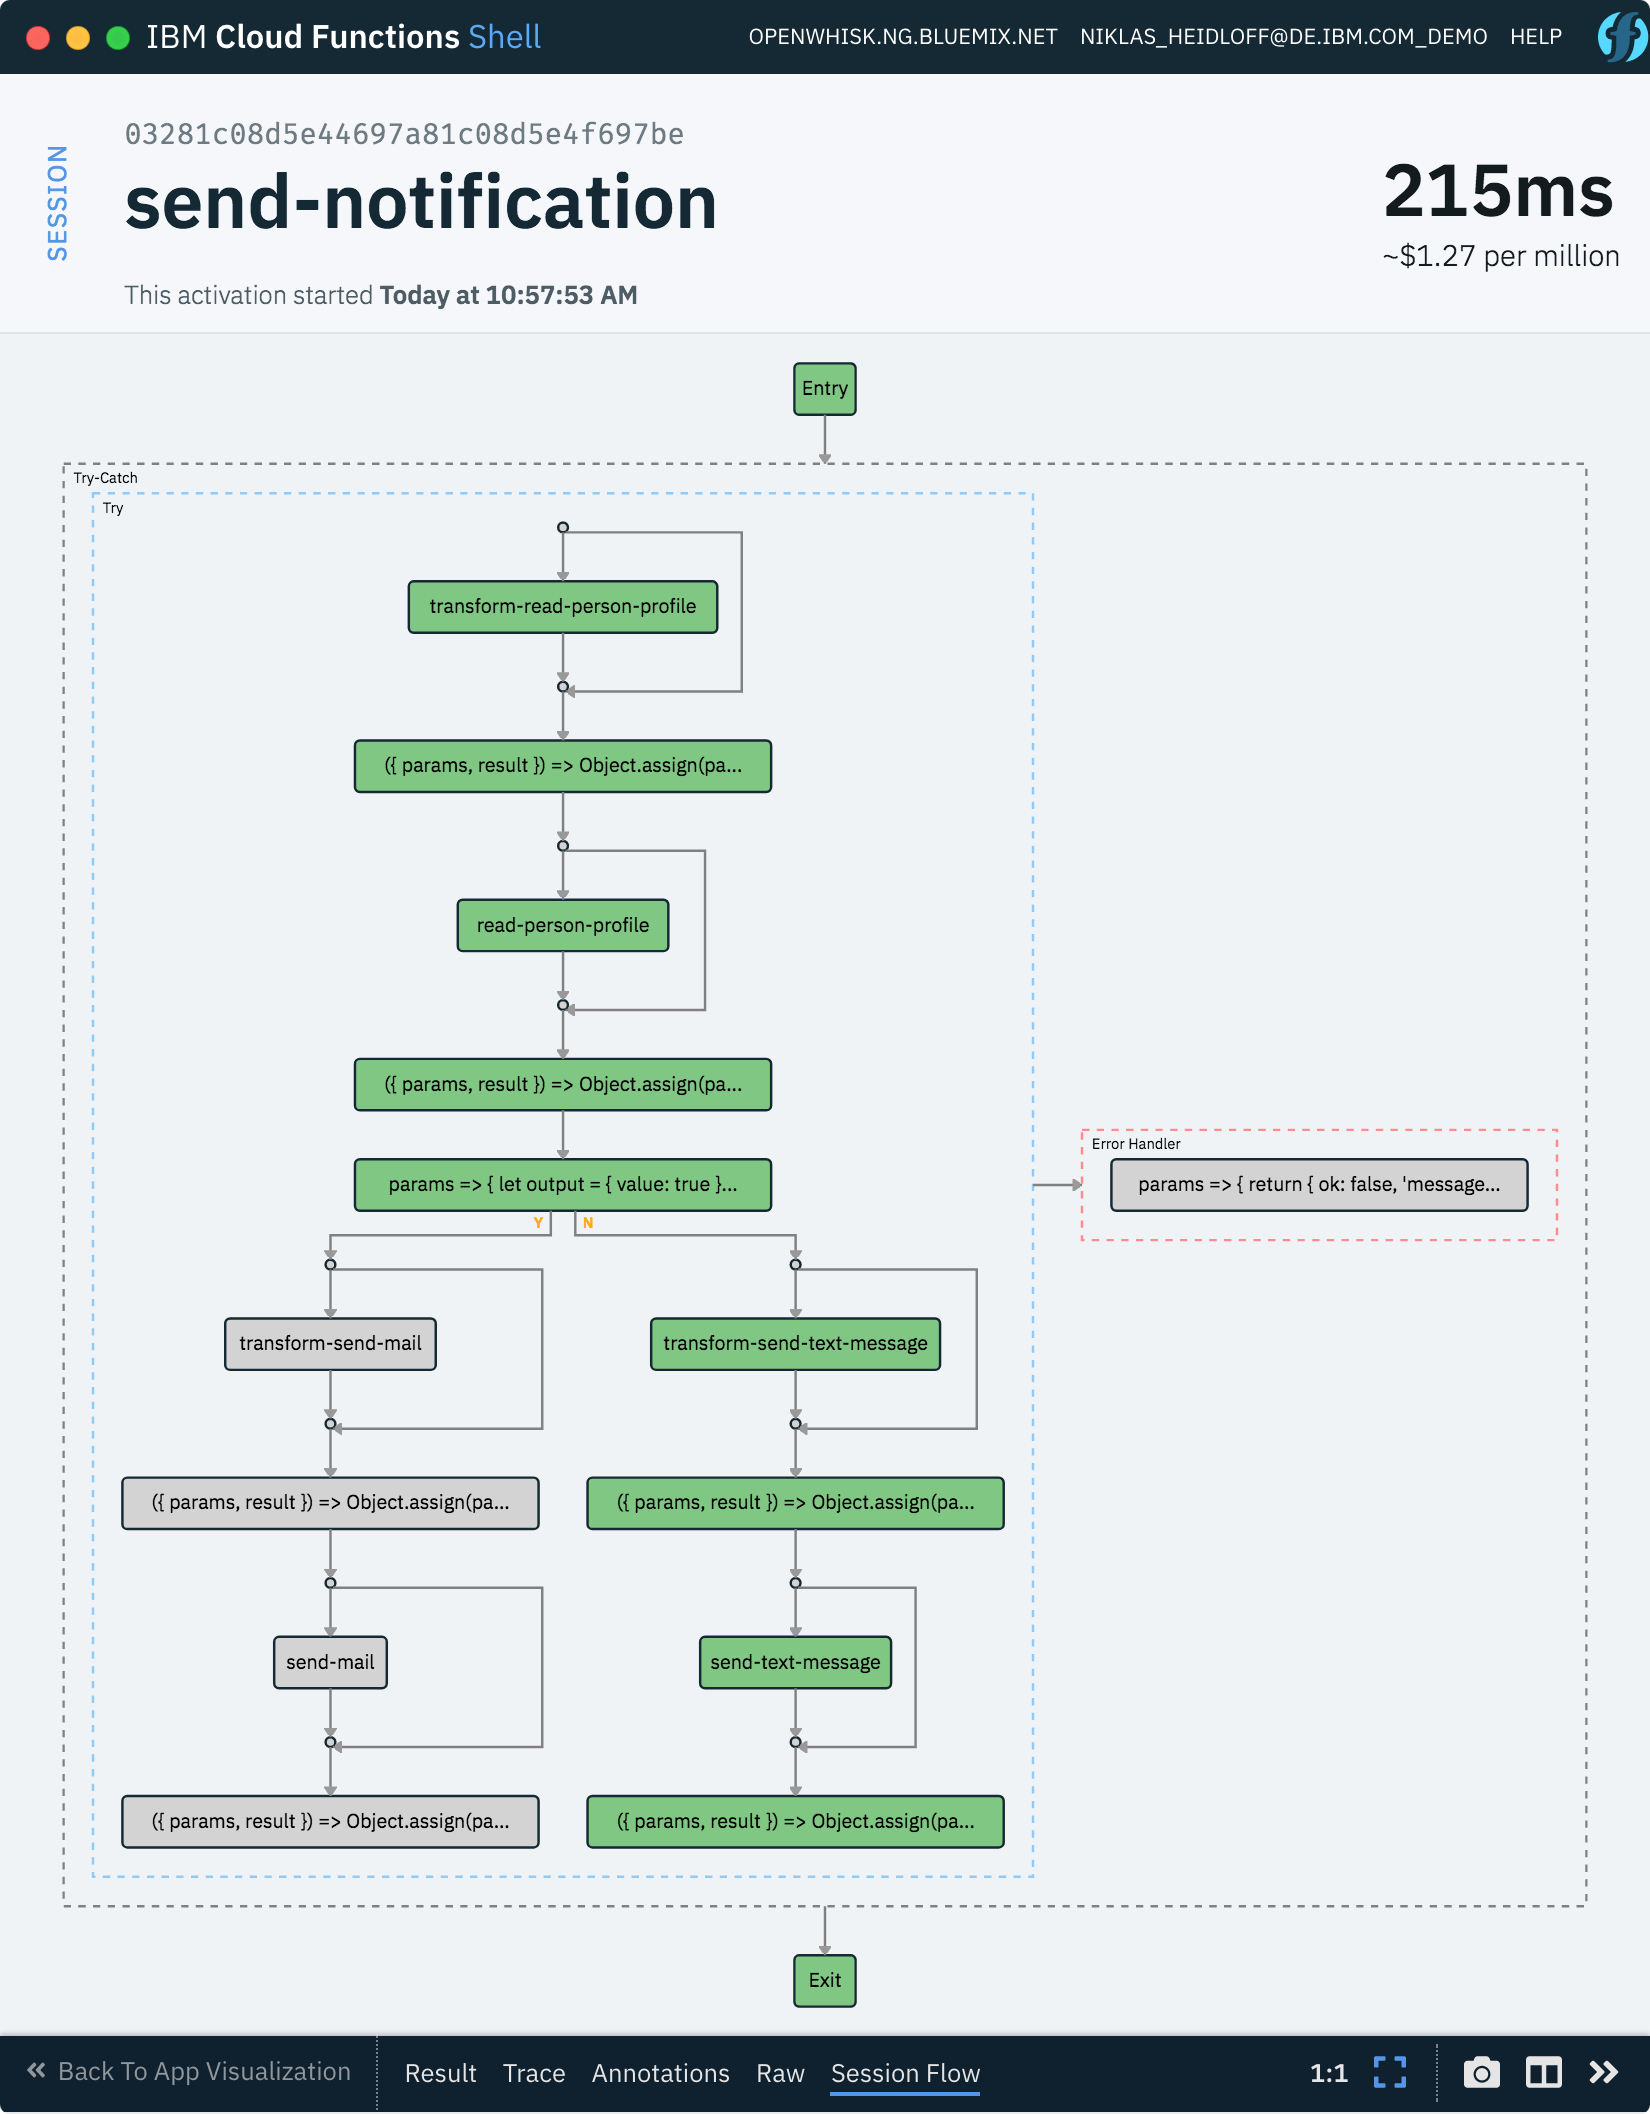 IBM Cloud Functions Shell
OPENWHISK.NG.BLUEMIX.NET NIKLAS_HEIDLOFF@DE.IBM.COM_DEMO HELP
SESSION
03281c08d5e44697a81c08d5e4f697be
send-notification
This activation started Today at 10:57:53 AM
215ms
~$1.27 per million
Entry
Try-Catch
Try
transform-read-person-profile
({ params, result }) => Object.assign(pa...
read-person-profile
({ params, result }) => Object.assign(pa...
params => { let output = { value: true }...
Error Handler
params => { return { ok: false, 'message...
Y N
transform-send-mail
transform-send-text-message
({ params, result }) => Object.assign(pa...
({ params, result }) => Object.assign(pa...
send-mail
send-text-message
({ params, result }) => Object.assign(pa...
({ params, result }) => Object.assign(pa...
Exit
Back To App Visualization
Result Trace Annotations Raw Session Flow
1:1